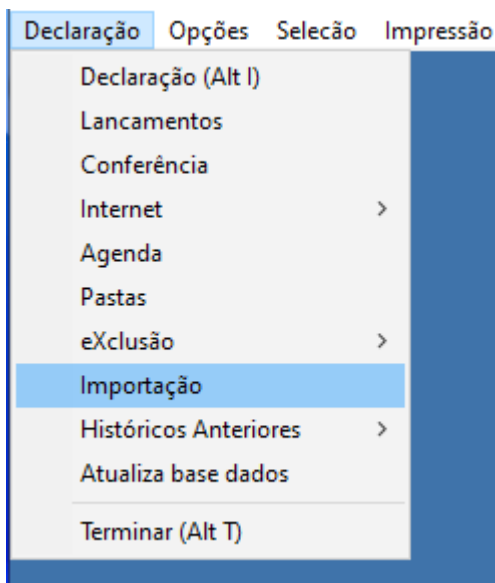 Declaração Opções Selecão Impressão
Declaração (Alt I)
Lancamentos
Conferência
Internet
Agenda
Pastas
eXclusão
Importação
Históricos Anteriores
Atualiza base dados
Terminar (Alt T)